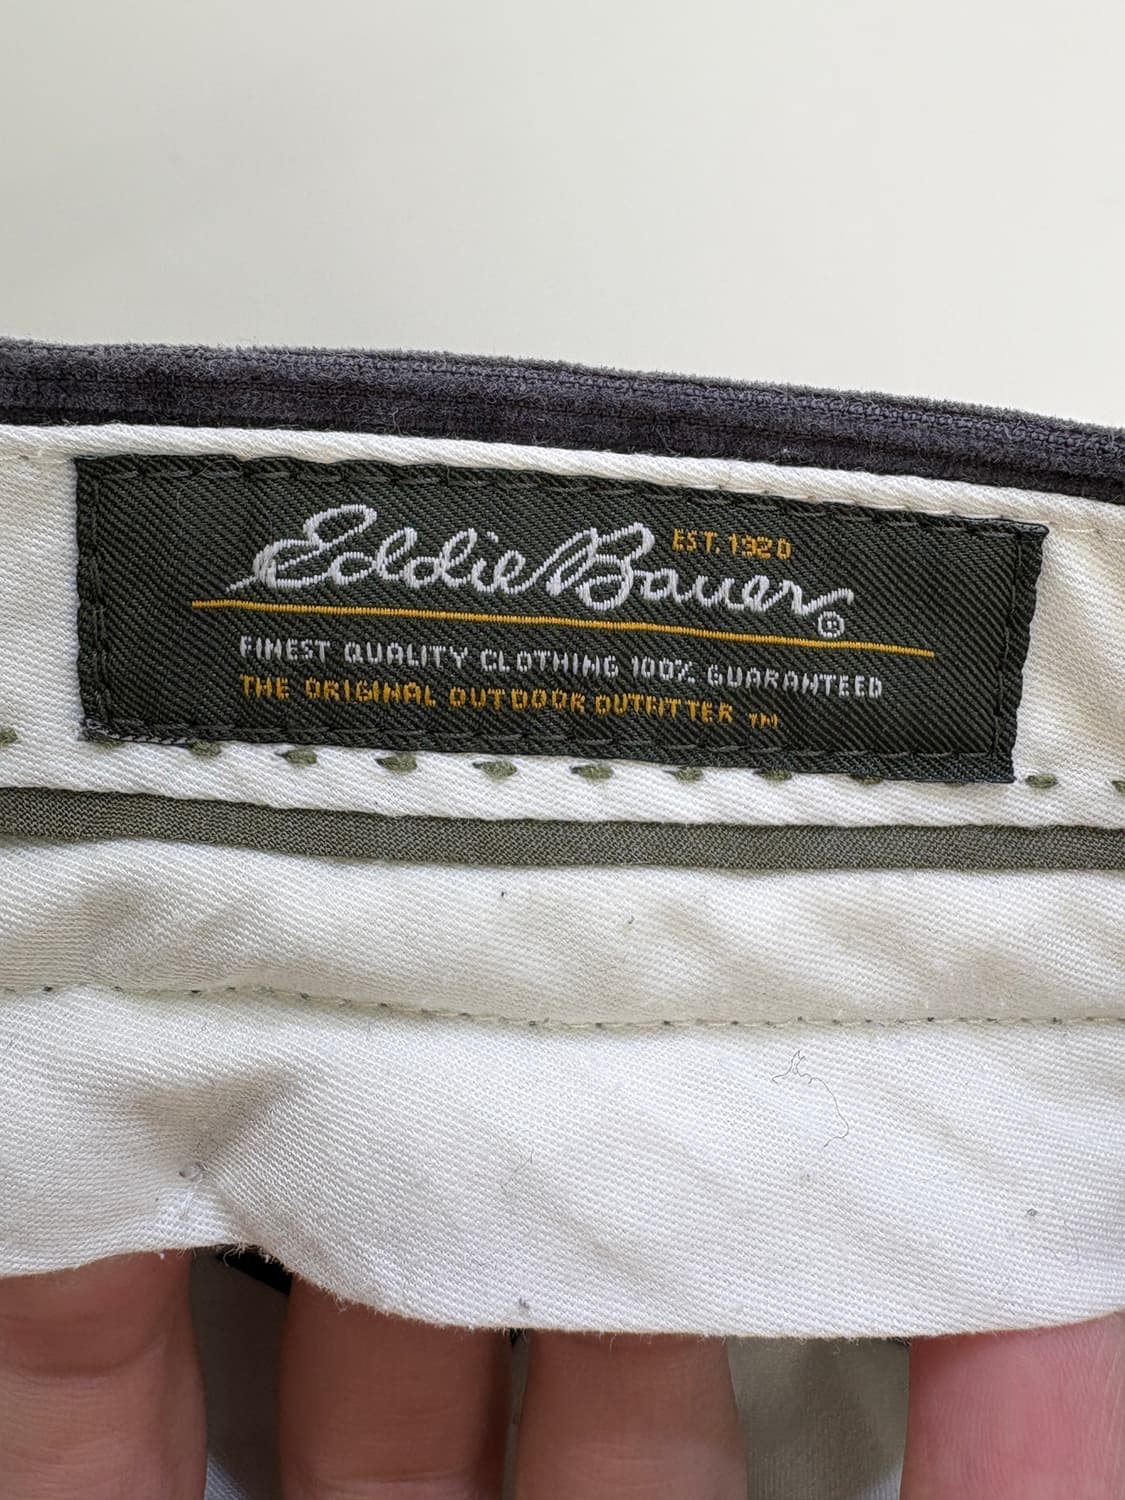 Eddie Bauer® EST. 1920
FINEST QUALITY CLOTHING 100% GUARANTEED
THE ORIGINAL OUTDOOR OUTFITTER ™